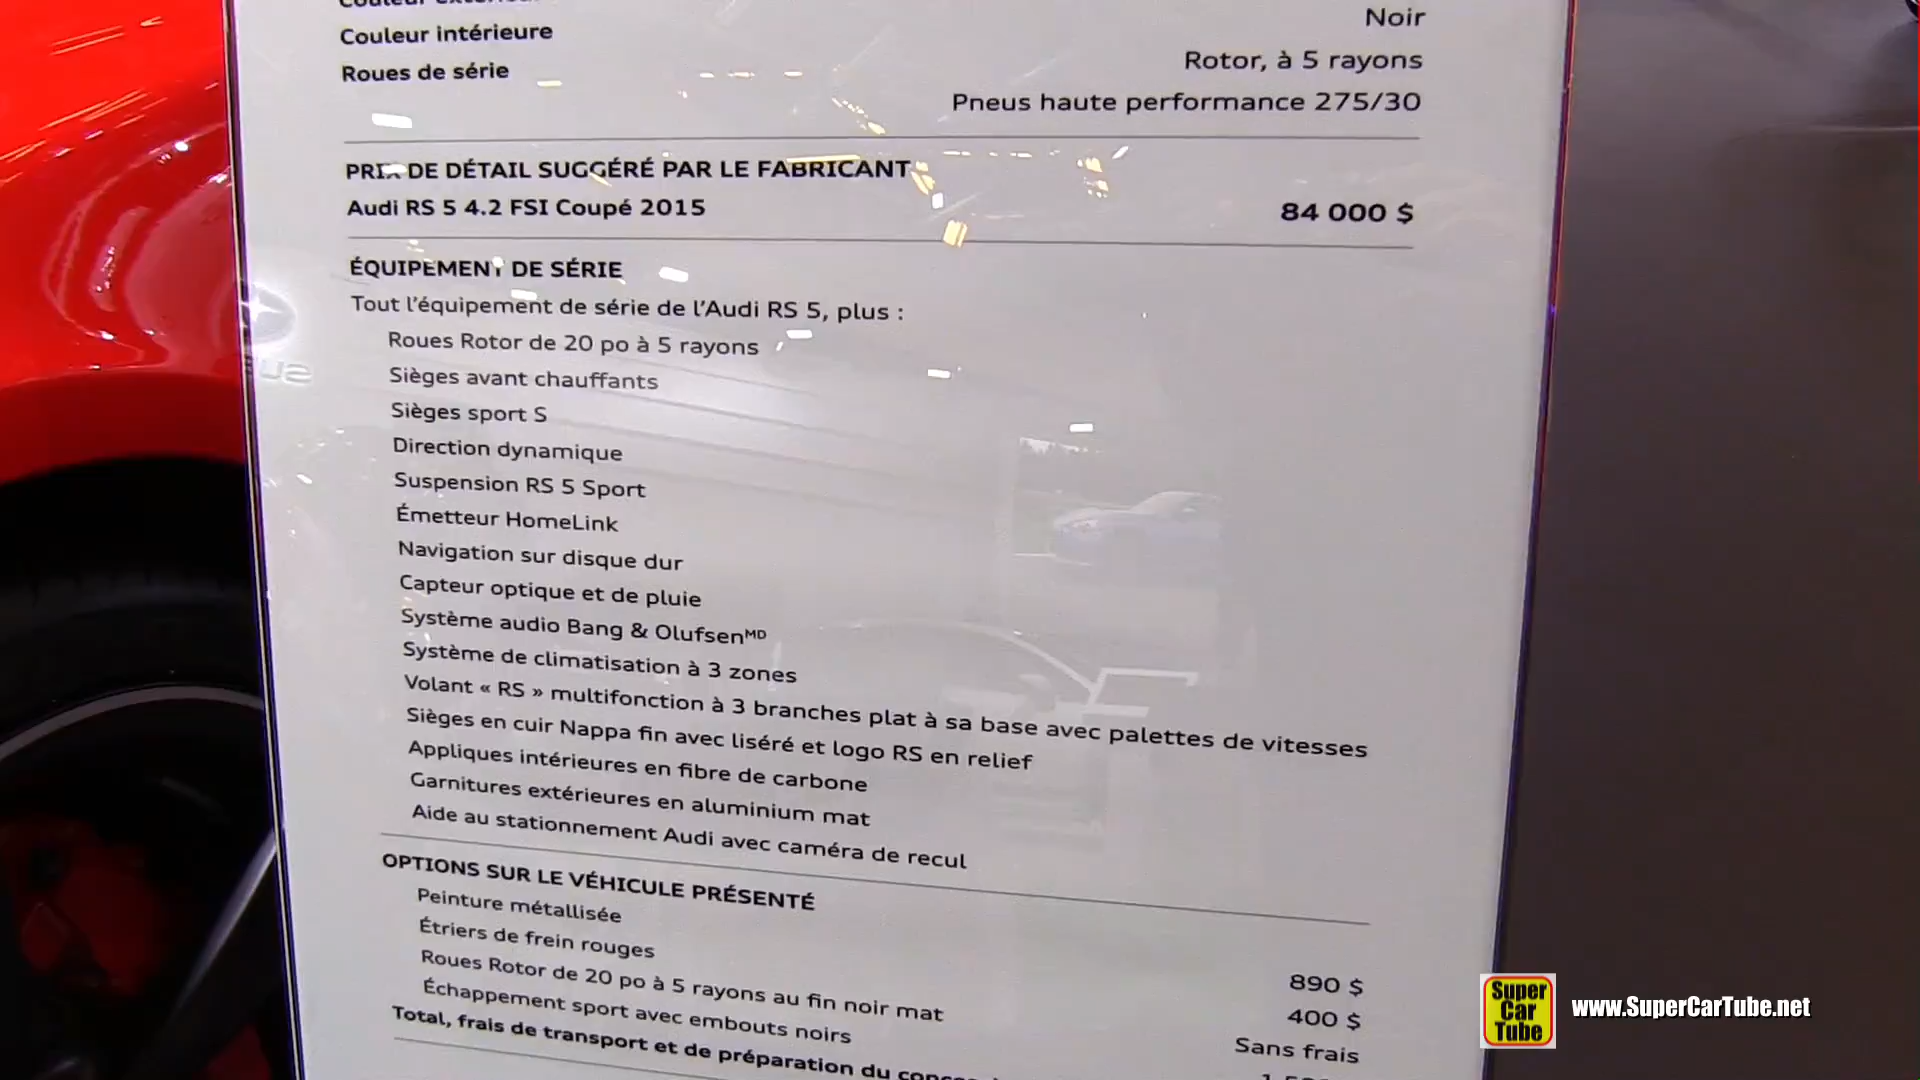 Couleur intérieure
Noir
Roues de série
Rotor, à 5 rayons
Pneus haute performance 275/30
PRIX DE DÉTAIL SUGGÉRÉ PAR LE FABRICANT
Audi RS 5 4.2 FSI Coupé 2015 84 000 $
ÉQUIPEMENT DE SÉRIE
Tout l'équipement de série de l'Audi RS 5, plus :
Roues Rotor de 20 po à 5 rayons
Sièges avant chauffants
Sièges sport S
Direction dynamique
Suspension RS 5 Sport
Émetteur HomeLink
Navigation sur disque dur
Capteur optique et de pluie
Système audio Bang & OlufsenMD
Système de climatisation à 3 zones
Volant « RS » multifonction à 3 branches plat à sa base avec palettes de vitesses
Sièges en cuir Nappa fin avec liséré et logo RS en relief
Appliques intérieures en fibre de carbone
Garnitures extérieures en aluminium mat
Aide au stationnement Audi avec caméra de recul
OPTIONS SUR LE VÉHICULE PRÉSENTÉ
Peinture métallisée 890 $
Étriers de frein rouges 400 $
Roues Rotor de 20 po à 5 rayons au fin noir mat Sans frais
Échappement sport avec embouts noirs
Total, frais de transport et de préparation du
Super
Car
Tube
www.SuperCarTube.net